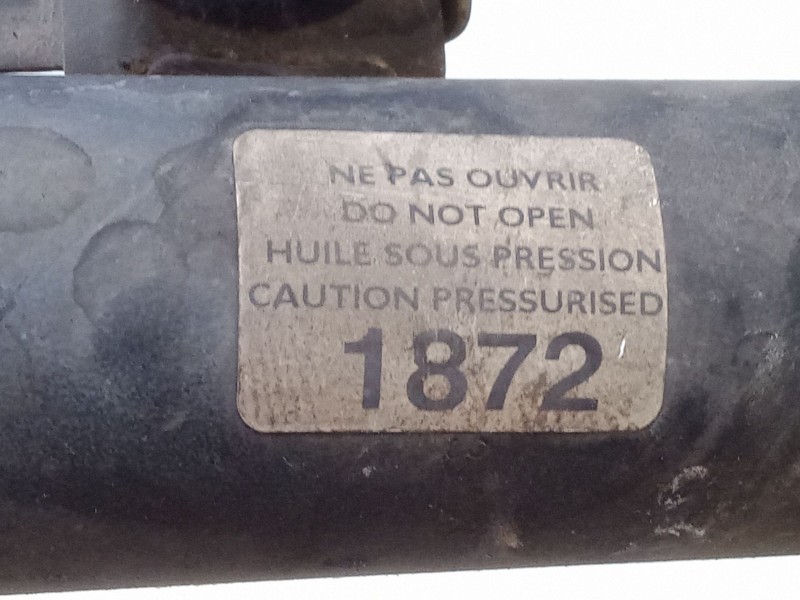 NE PAS OUVRIR
DO NOT OPEN
HUILE SOUS PRESSION
CAUTION PRESSURISED
1872